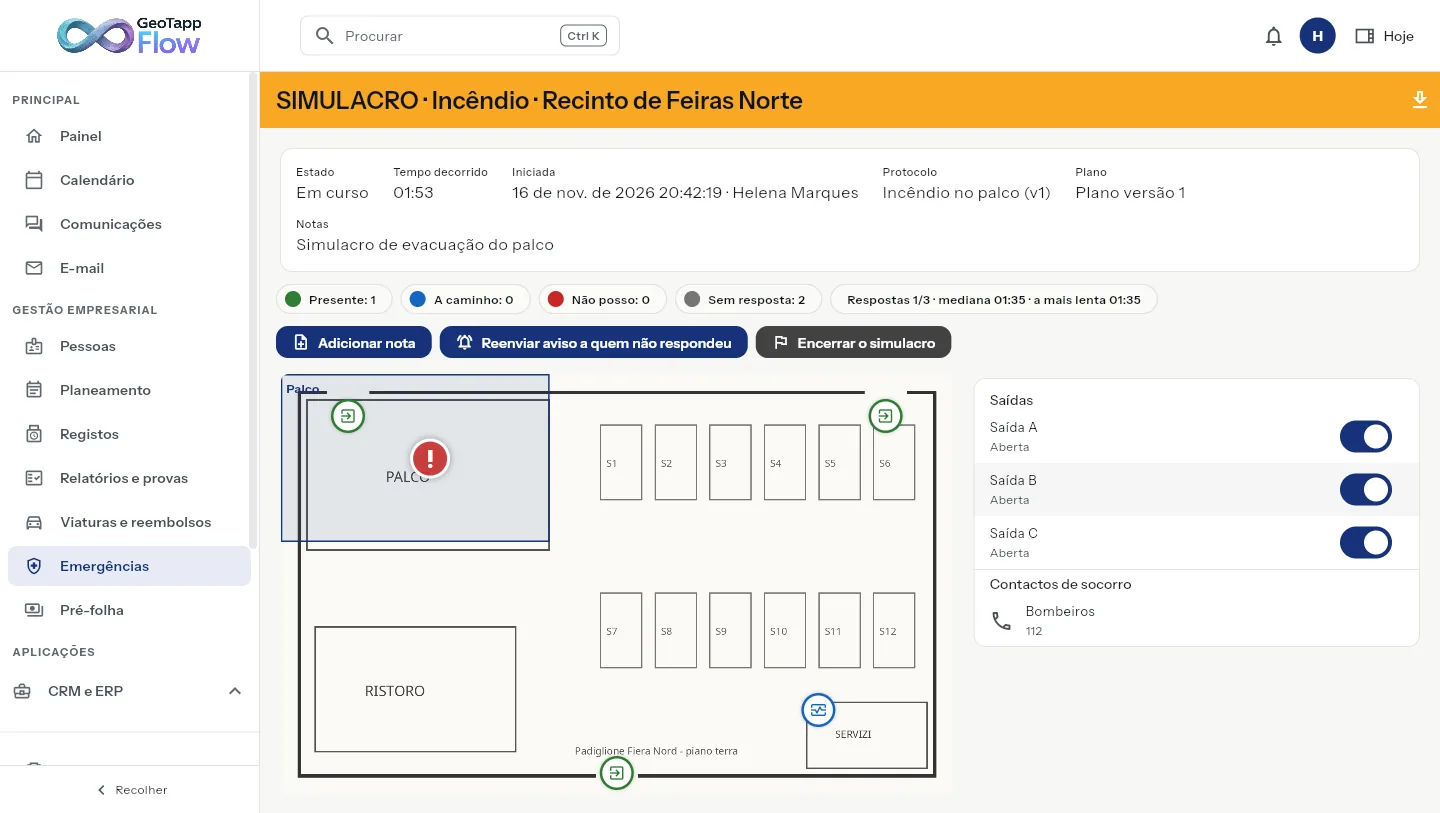 GeoTapp
Flow
Procurar
Ctrl K
H
Hoje
PRINCIPAL
Painel
Calendário
Comunicações
E-mail
GESTÃO EMPRESARIAL
Pessoas
Planeamento
Registos
Relatórios e provas
Viaturas e reembolsos
Emergências
Pré-folha
APLICAÇÕES
CRM e ERP
Recolher
SIMULACRO · Incêndio · Recinto de Feiras Norte
Estado
Em curso
Tempo decorrido
01:53
Iniciada
16 de nov. de 2026 20:42:19 · Helena Marques
Protocolo
Incêndio no palco (v1)
Plano
Plano versão 1
Notas
Simulacro de evacuação do palco
Presente: 1
A caminho: 0
Não posso: 0
Sem resposta: 2
Respostas 1/3 · mediana 01:35 · a mais lenta 01:35
Adicionar nota
Reenviar aviso a quem não respondeu
Encerrar o simulacro
Palco
PALCO
S1
S2
S3
S4
S5
S6
S7
S8
S9
S10
S11
S12
RISTORO
SERVIZI
Padiglione Fiera Nord - piano terra
Saídas
Saída A
Aberta
Saída B
Aberta
Saída C
Aberta
Contactos de socorro
Bombeiros
112